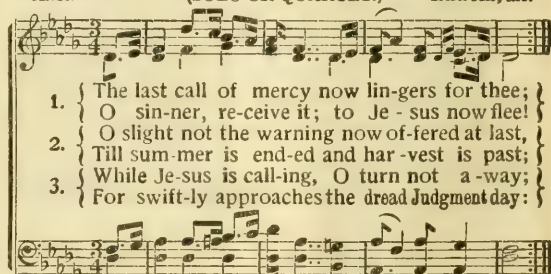 (SOLO OR QUARTET.)
1. { The last call of mercy now lin-gers for thee; }
{ O sin-ner, re-ceive it; to Je - sus now flee! }
2. { O slight not the warning now of-fered at last, }
{ Till sum-mer is end-ed and har-vest is past; }
3. { While Je-sus is call-ing, O turn not a-way; }
{ For swift-ly approaches the dread Judgment day: }